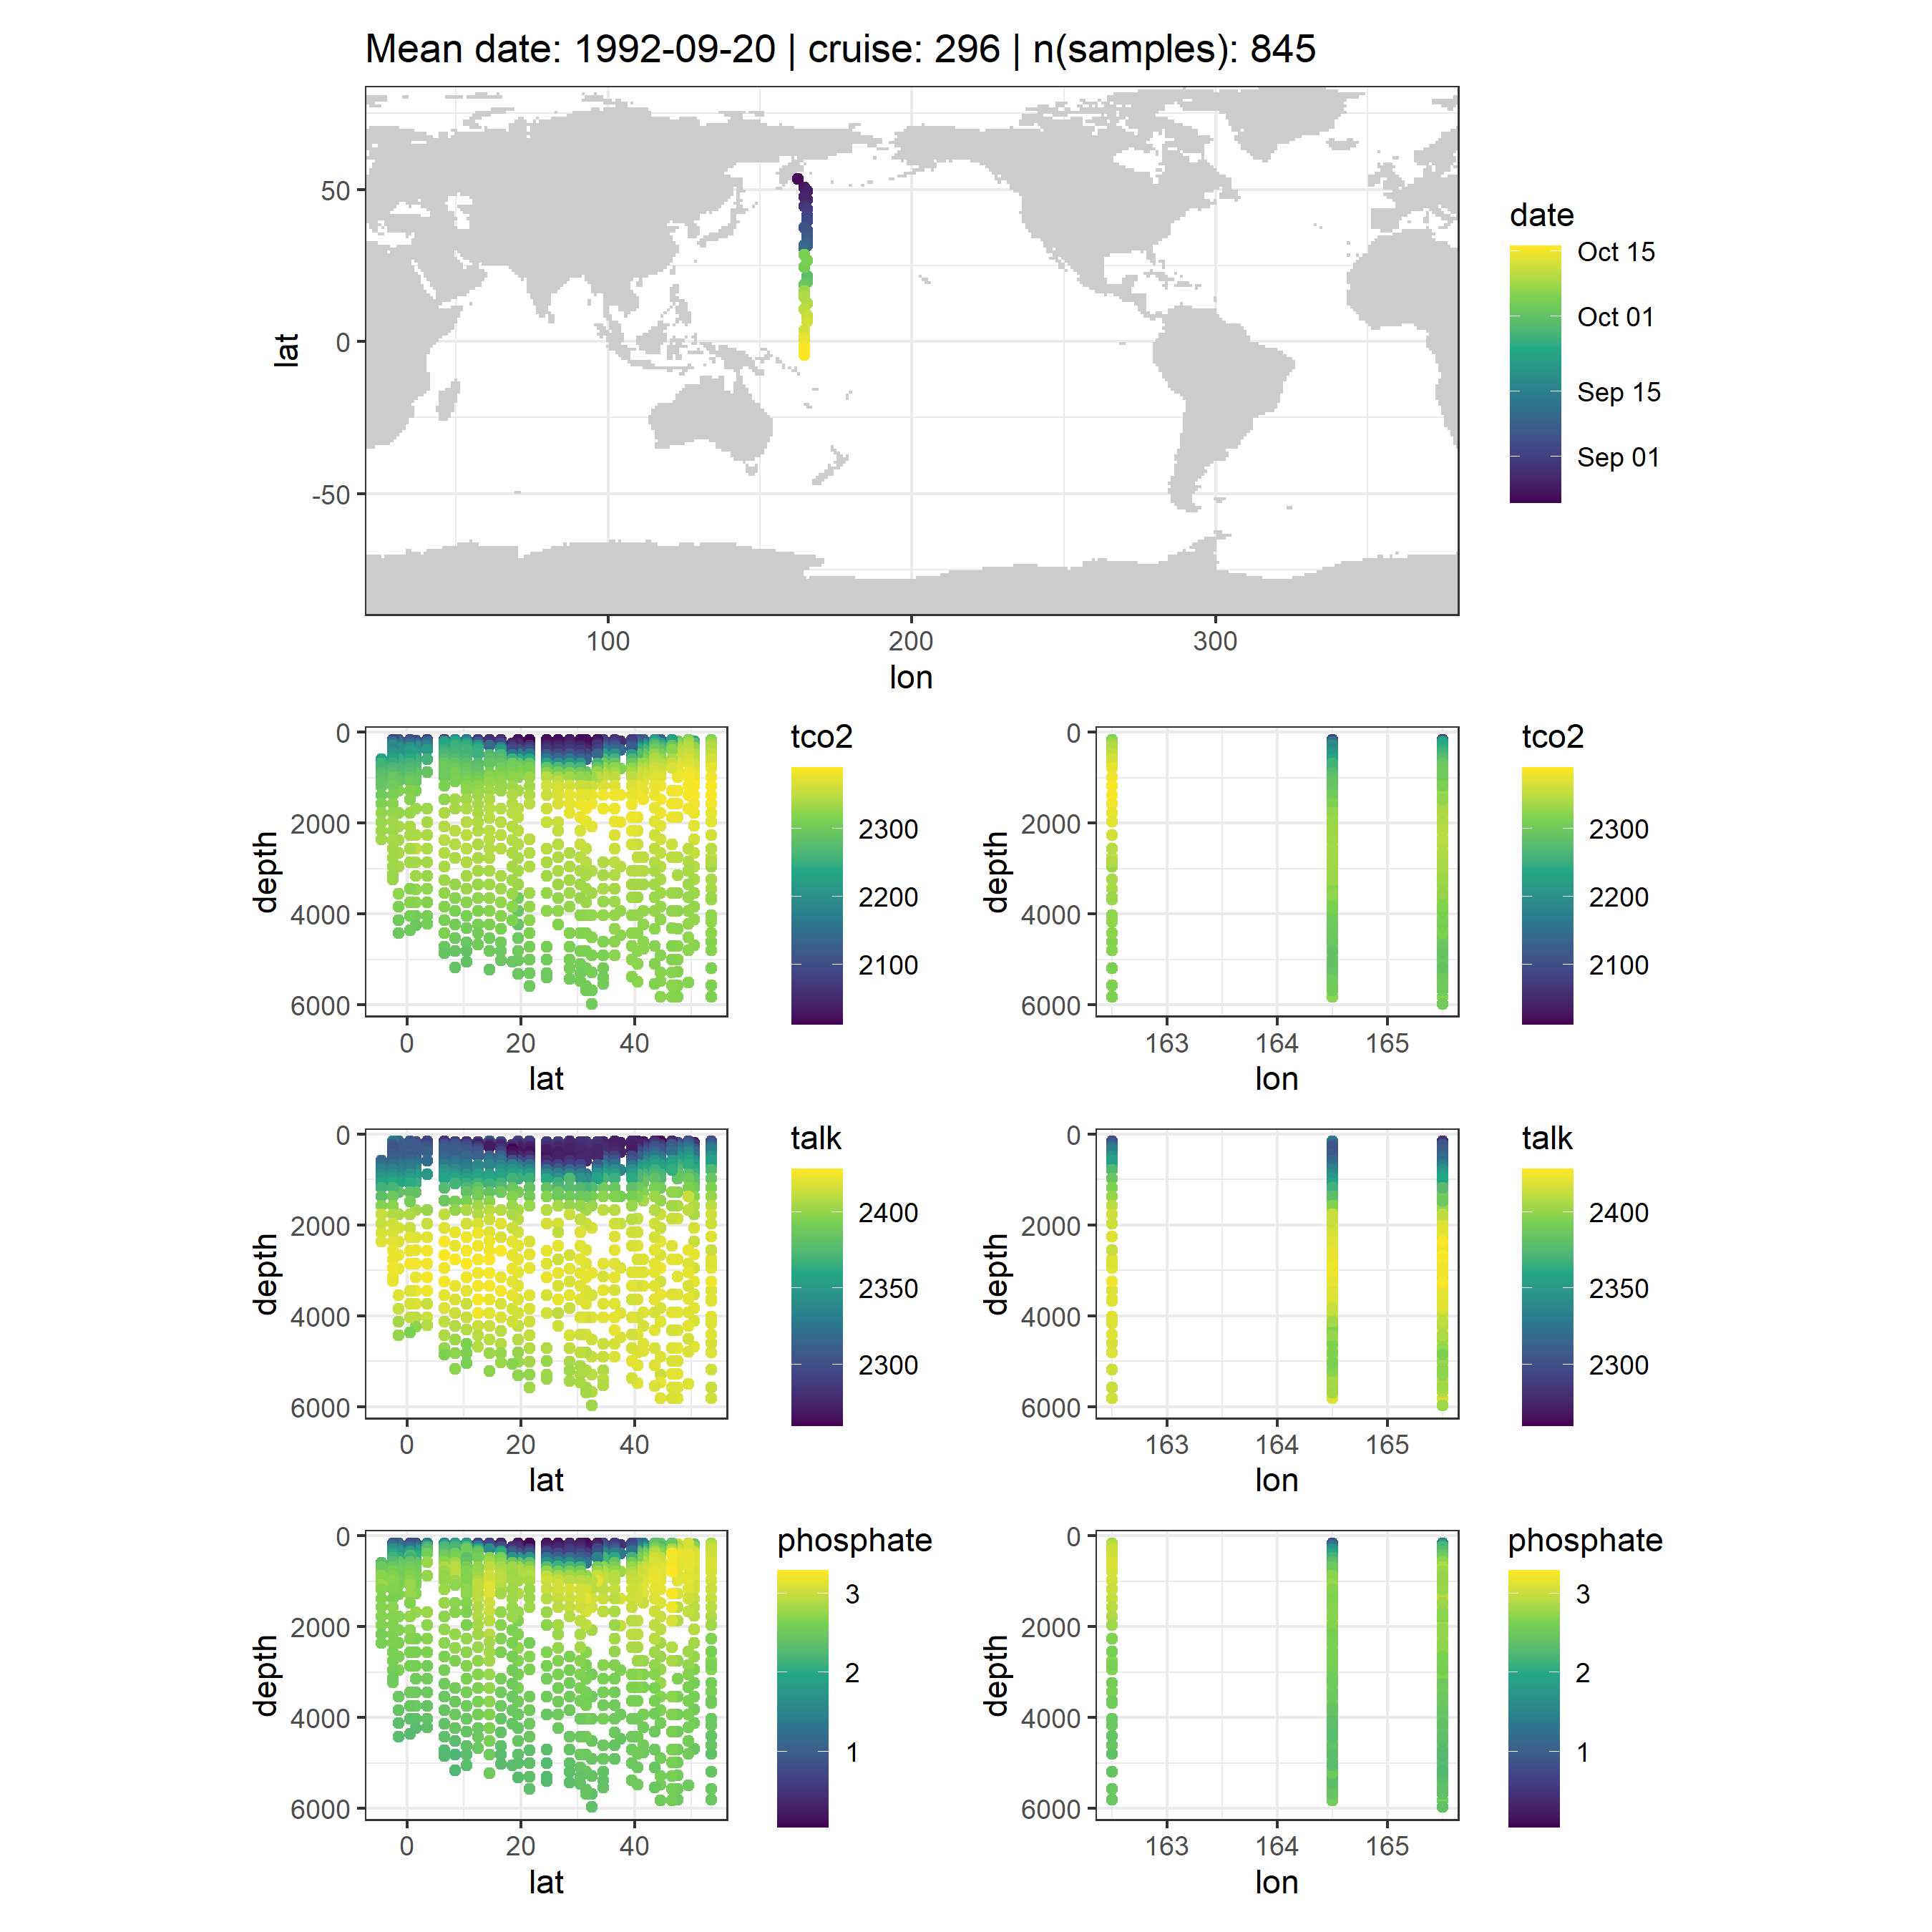 Mean date: 1992-09-20 | cruise: 296 | n(samples): 845
lat
50
0
-50
100 200 300
lon
date
Oct 15
Oct 01
Sep 15
Sep 01
depth
0
2000
4000
6000
0 20 40
lat
tco2
2300
2200
2100
depth
0
2000
4000
6000
163 164 165
lon
tco2
2300
2200
2100
depth
0
2000
4000
6000
0 20 40
lat
talk
2400
2350
2300
depth
0
2000
4000
6000
163 164 165
lon
talk
2400
2350
2300
depth
0
2000
4000
6000
0 20 40
lat
phosphate
3
2
1
depth
0
2000
4000
6000
163 164 165
lon
phosphate
3
2
1